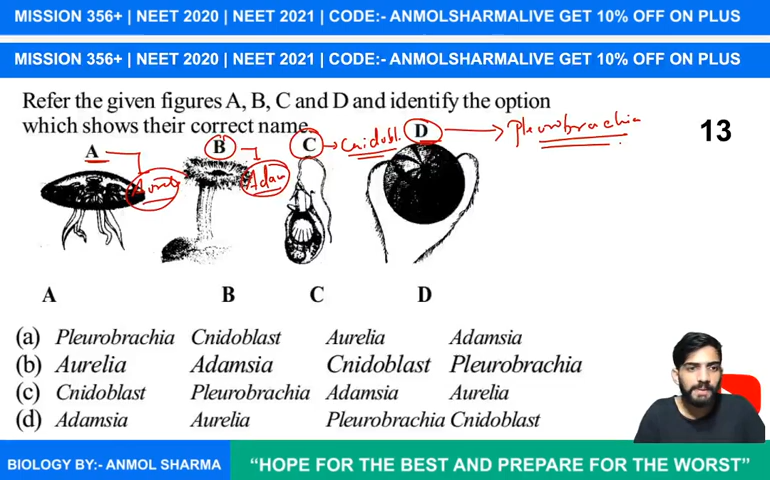 MISSION 356+ | NEET 2020 | NEET 2021 | CODE:- ANMOLSHARMALIVE GET 10% OFF ON PLUS
MISSION 356+ | NEET 2020 | NEET 2021 | CODE:- ANMOLSHARMALIVE GET 10% OFF ON PLUS
Refer the given figures A, B, C and D and identify the option
which shows their correct name.
13
A B C Cnidobl. D Pleurobrachia
Adam
A B C D
(a) Pleurobrachia Cnidoblast Aurelia Adamsia
(b) Aurelia Adamsia Cnidoblast Pleurobrachia
(c) Cnidoblast Pleurobrachia Adamsia Aurelia
(d) Adamsia Aurelia Pleurobrachia Cnidoblast
BIOLOGY BY:- ANMOL SHARMA
“HOPE FOR THE BEST AND PREPARE FOR THE WORST”